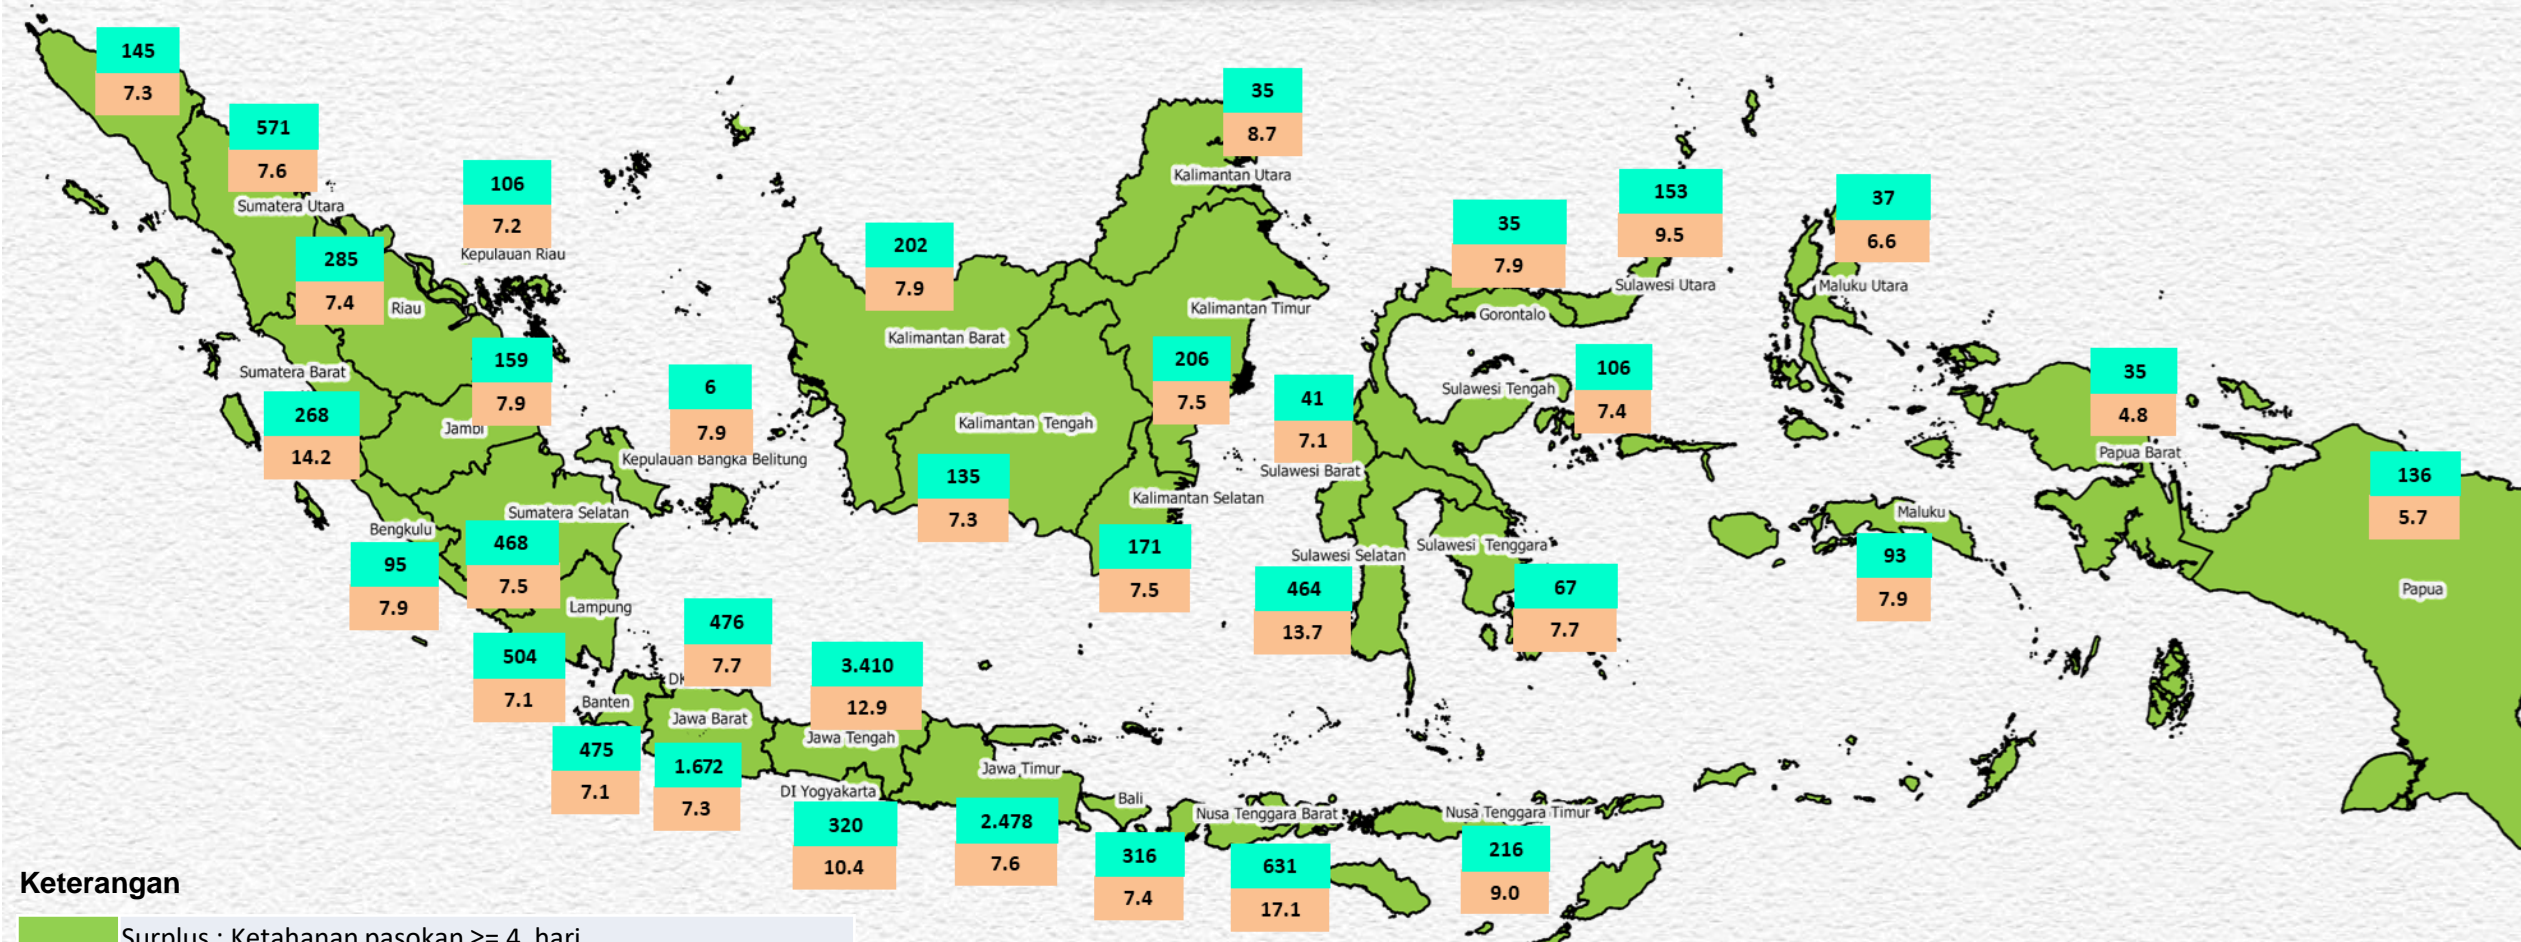 145
7.3
571
7.6
Sumatera Utara
106
7.2
Kepulauan Riau
285
7.4
Riau
Sumatera Barat
268
14.2
159
7.9
Jambi
6
7.9
Kepulauan Bangka Belitung
Sumatera Selatan
468
7.5
Bengkulu
95
7.9
Lampung
504
7.1
202
7.9
Kalimantan Barat
35
8.7
Kalimantan Utara
Kalimantan Timur
206
7.5
Kalimantan Tengah
135
7.3
Kalimantan Selatan
171
7.5
35
7.9
Gorontalo
153
9.5
Sulawesi Utara
Sulawesi Tengah
106
7.4
41
7.1
Sulawesi Barat
Sulawesi Selatan
464
13.7
Sulawesi Tenggara
67
7.7
37
6.6
Maluku Utara
Maluku
93
7.9
35
4.8
Papua Barat
136
5.7
Papua
476
7.7
DK
Banten
475
7.1
Jawa Barat
1.672
7.3
3.410
12.9
Jawa Tengah
DI Yogyakarta
320
10.4
Jawa Timur
2.478
7.6
Bali
316
7.4
Nusa Tenggara Barat
631
17.1
Nusa Tenggara Timur
216
9.0
Keterangan
Surplus : Ketahanan pasokan >= 4 hari